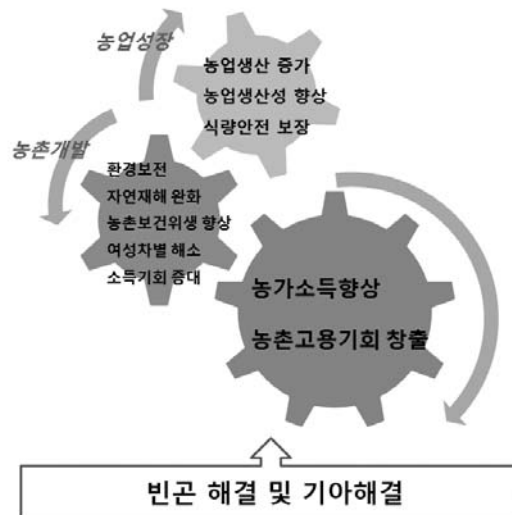 농업성장
농업생산 증가
농업생산성 향상
식량안전 보장
농촌개발
환경보전
자연재해 완화
농촌보건위생 향상
여성차별 해소
소득기회 증대
농가소득향상
농촌고용기회 창출
빈곤 해결 및 기아해결